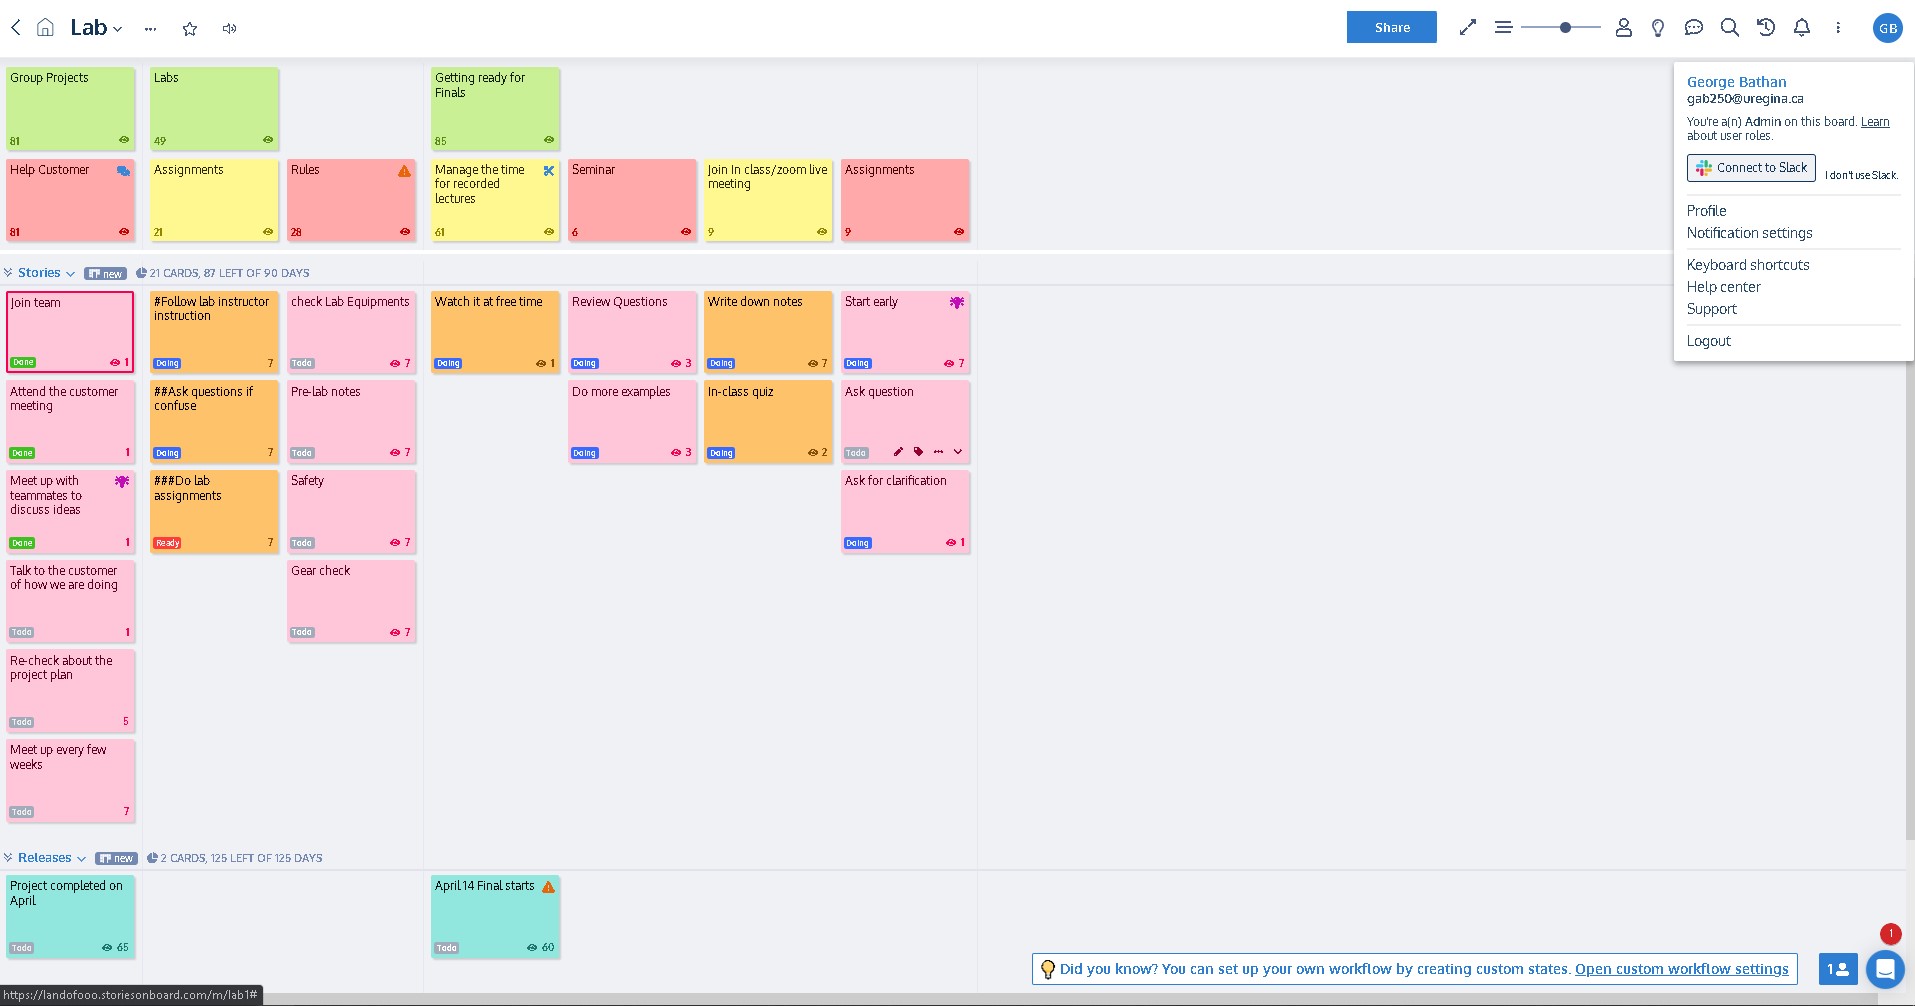 Lab
...
Share
GB
Group Projects
81
Labs
49
Getting ready for
Finals
85
Help Customer
81
Assignments
21
Rules
28
Manage the time
for recorded
lectures
61
Seminar
6
Join In class/zoom live
meeting
9
Assignments
9
George Bathan
gab250@uregina.ca
You're a(n) Admin on this board. Learn
about user roles.
Connect to Slack
I don't use Slack.
Profile
Notification settings
Keyboard shortcuts
Help center
Support
Logout
Stories
new
21 CARDS, 87 LEFT OF 90 DAYS
Join team
Done
1
#Follow lab instructor
instruction
Doing
7
check Lab Equipments
Todo
7
Watch it at free time
Doing
1
Review Questions
Doing
3
Write down notes
Doing
7
Start early
Doing
7
Attend the customer
meeting
Done
1
##Ask questions if
confuse
Doing
7
Pre-lab notes
Todo
7
Do more examples
Doing
3
In-class quiz
Doing
2
Ask question
Todo
...
Meet up with
teammates to
discuss ideas
Done
1
###Do lab
assignments
Ready
7
Safety
Todo
7
Ask for clarification
Doing
1
Talk to the customer
of how we are doing
Todo
1
Gear check
Todo
7
Re-check about the
project plan
Todo
5
Meet up every few
weeks
Todo
7
Releases
new
2 CARDS, 125 LEFT OF 125 DAYS
Project completed on
April
Todo
65
April 14 Final starts
Todo
60
Did you know? You can set up your own workflow by creating custom states. Open custom workflow settings
1
1
https://landofooo.storiesonboard.com/m/lab1#